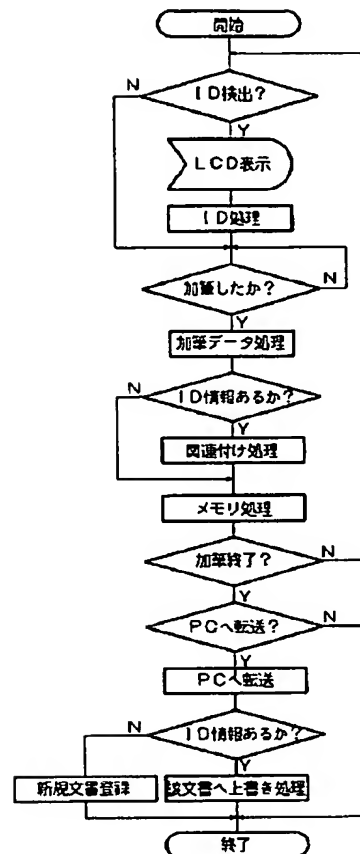 開始
ID検出?
N
Y
LCD表示
ID処理
加筆したか?
N
Y
加筆データ処理
N
ID情報あるか?
Y
関連付け処理
メモリ処理
加筆終了?
N
Y
PCへ転送?
N
Y
PCへ転送
N
ID情報あるか?
Y
新規文書登録
該文書へ上書き処理
終了